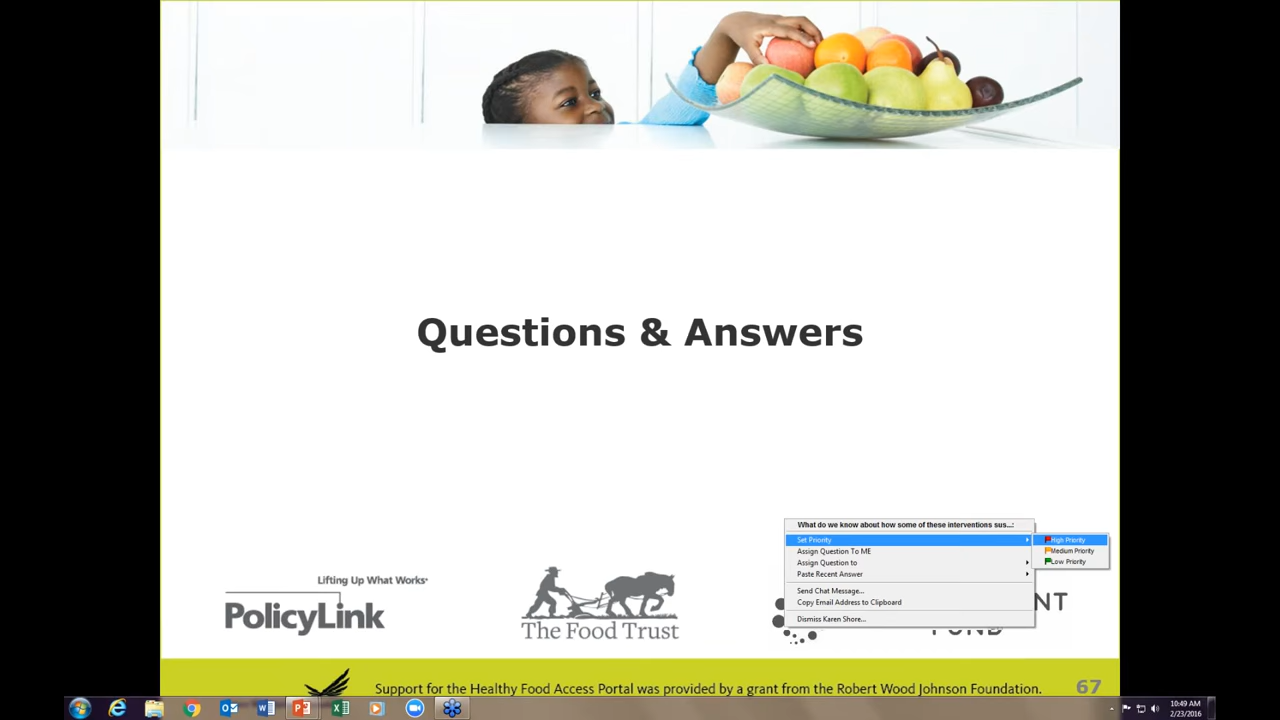 Questions & Answers
What do we know about how some of these interventions sus...:
Set Priority
High Priority
Assign Question To ME
Medium Priority
Assign Question to
Low Priority
Paste Recent Answer
Send Chat Message...
Copy Email Address to Clipboard
Dismiss Karen Shore...
Lifting Up What Works®
PolicyLink
The Food Trust
NT
FUND
Support for the Healthy Food Access Portal was provided by a grant from the Robert Wood Johnson Foundation.
67
10:49 AM
2/23/2016